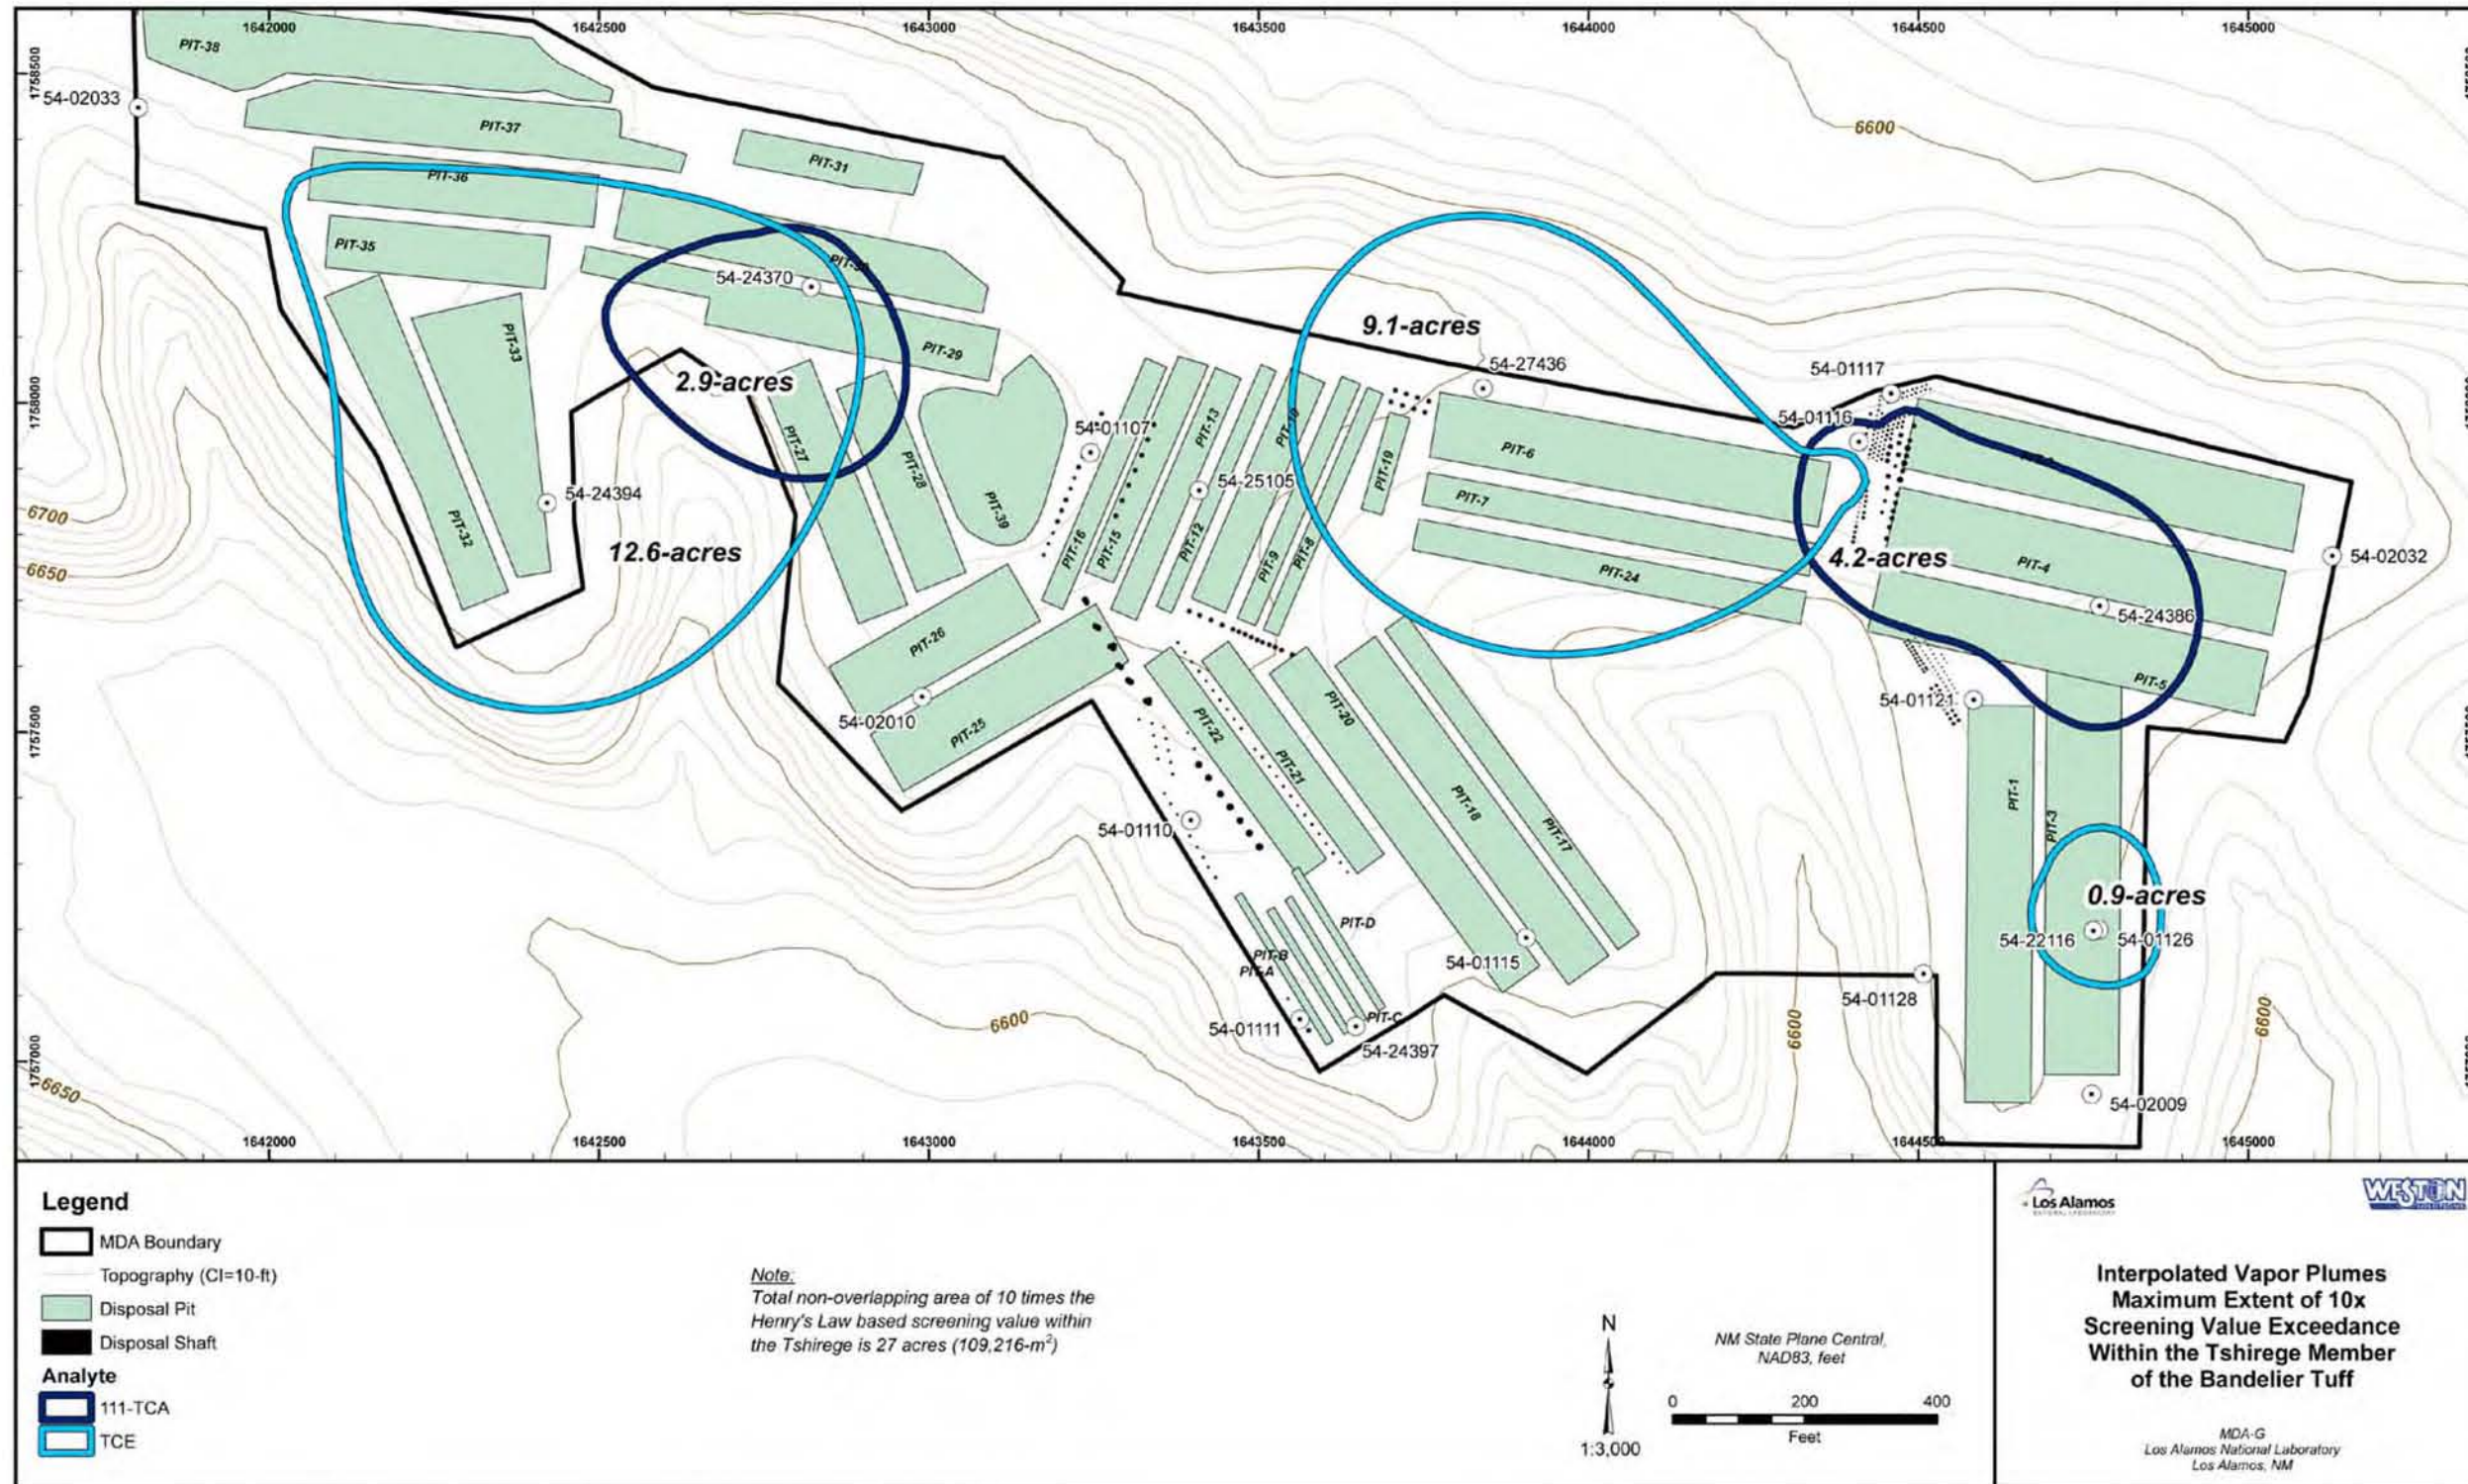 1642000
1642500
1643000
1643500
1644000
1644500
1645000
1758500
1758000
1757500
1757000
PIT-38
54-02033
PIT-37
PIT-31
PIT-36
PIT-35
54-24370
PIT-29
PIT-33
PIT-32
2.9-acres
12.6-acres
54-24394
PIT-27
PIT-28
PIT-39
6700
6650
6600
9.1-acres
54-27436
54-01117
54-01116
54-01107
PIT-13
PIT-10
PIT-19
PIT-6
PIT-7
PIT-24
54-25105
PIT-16
PIT-15
PIT-12
PIT-9
PIT-8
4.2-acres
PIT-4
54-24386
54-02032
PIT-5
54-01121
PIT-26
PIT-25
54-02010
PIT-22
PIT-21
PIT-20
PIT-18
PIT-17
PIT-1
PIT-3
54-01110
0.9-acres
54-22116
54-01126
PIT-D
PIT-B
PIT-A
PIT-C
54-01111
54-24397
54-01115
54-01128
54-02009
6600
6600
6600
6650
1642000
1642500
1643000
1643500
1644000
1644500
1645000
Legend
MDA Boundary
Topography (CI=10-ft)
Disposal Pit
Disposal Shaft
Analyte
111-TCA
TCE
Note:
Total non-overlapping area of 10 times the
Henry's Law based screening value within
the Tshirege is 27 acres (109,216-m²)
N
1:3,000
NM State Plane Central,
NAD83, feet
0 200 400
Feet
Los Alamos
NATIONAL LABORATORY
WESTON
SOLUTIONS
Interpolated Vapor Plumes
Maximum Extent of 10x
Screening Value Exceedance
Within the Tshirege Member
of the Bandelier Tuff
MDA-G
Los Alamos National Laboratory
Los Alamos, NM